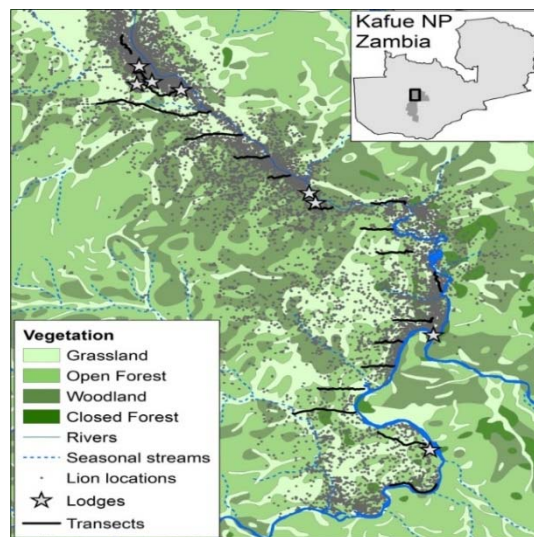 Kafue NP
Zambia
Vegetation
Grassland
Open Forest
Woodland
Closed Forest
Rivers
Seasonal streams
Lion locations
Lodges
Transects